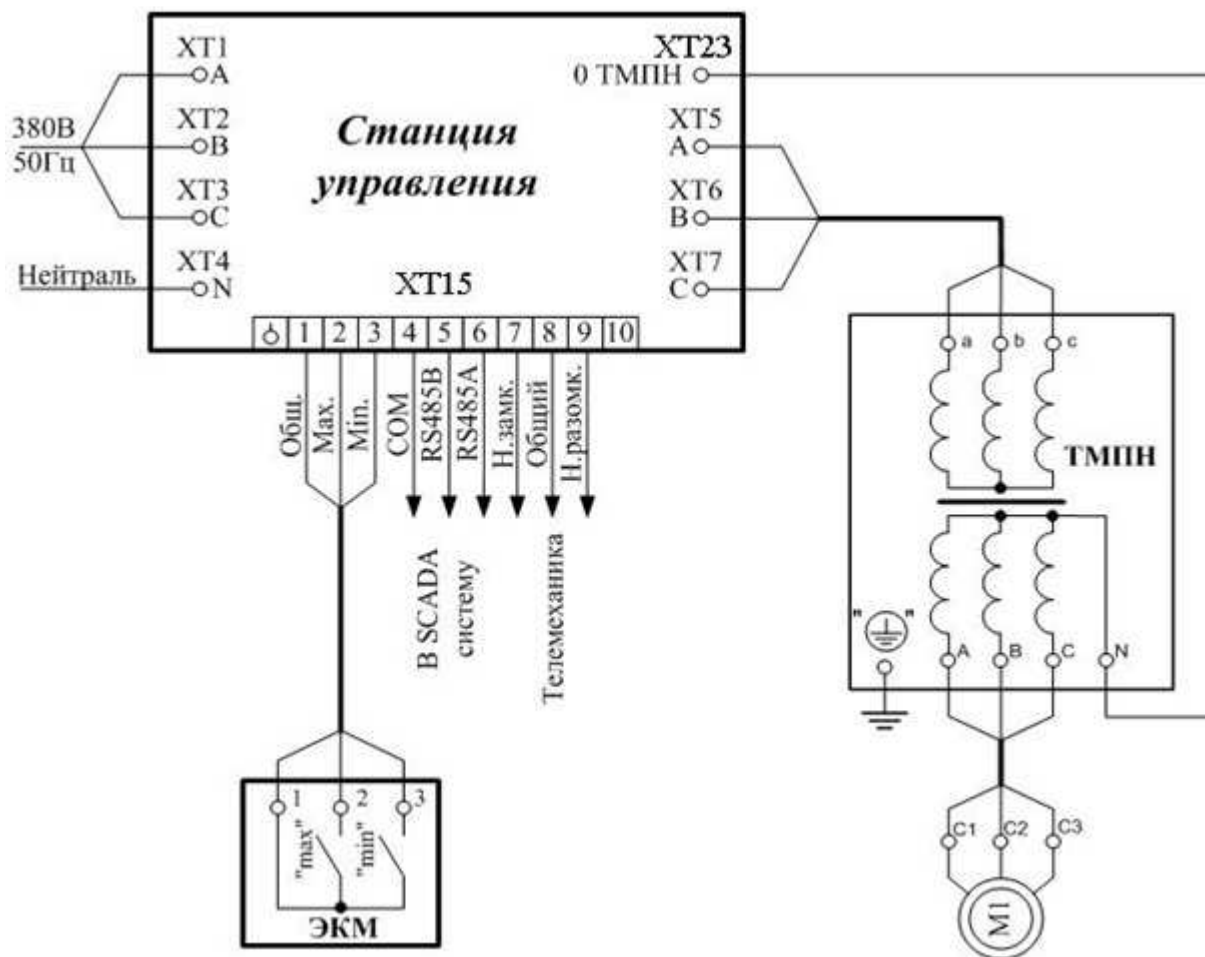 XT1
A
380В
50Гц
XT2
B
XT3
C
Нейтраль
XT4
N
Станция
управления
XT23
0 ТМПН
XT5
A
XT6
B
XT7
C
XT15
1 2 3 4 5 6 7 8 9 10
Общ.
Max.
Min.
COM
RS485B
RS485A
Н.замк.
Общий
Н.разомк.
В SCADA
систему
Телемеханика
a b c
ТМПН
" "
A B C N
C1 C2 C3
M1
1 2 3
"max"
"min"
ЭКМ